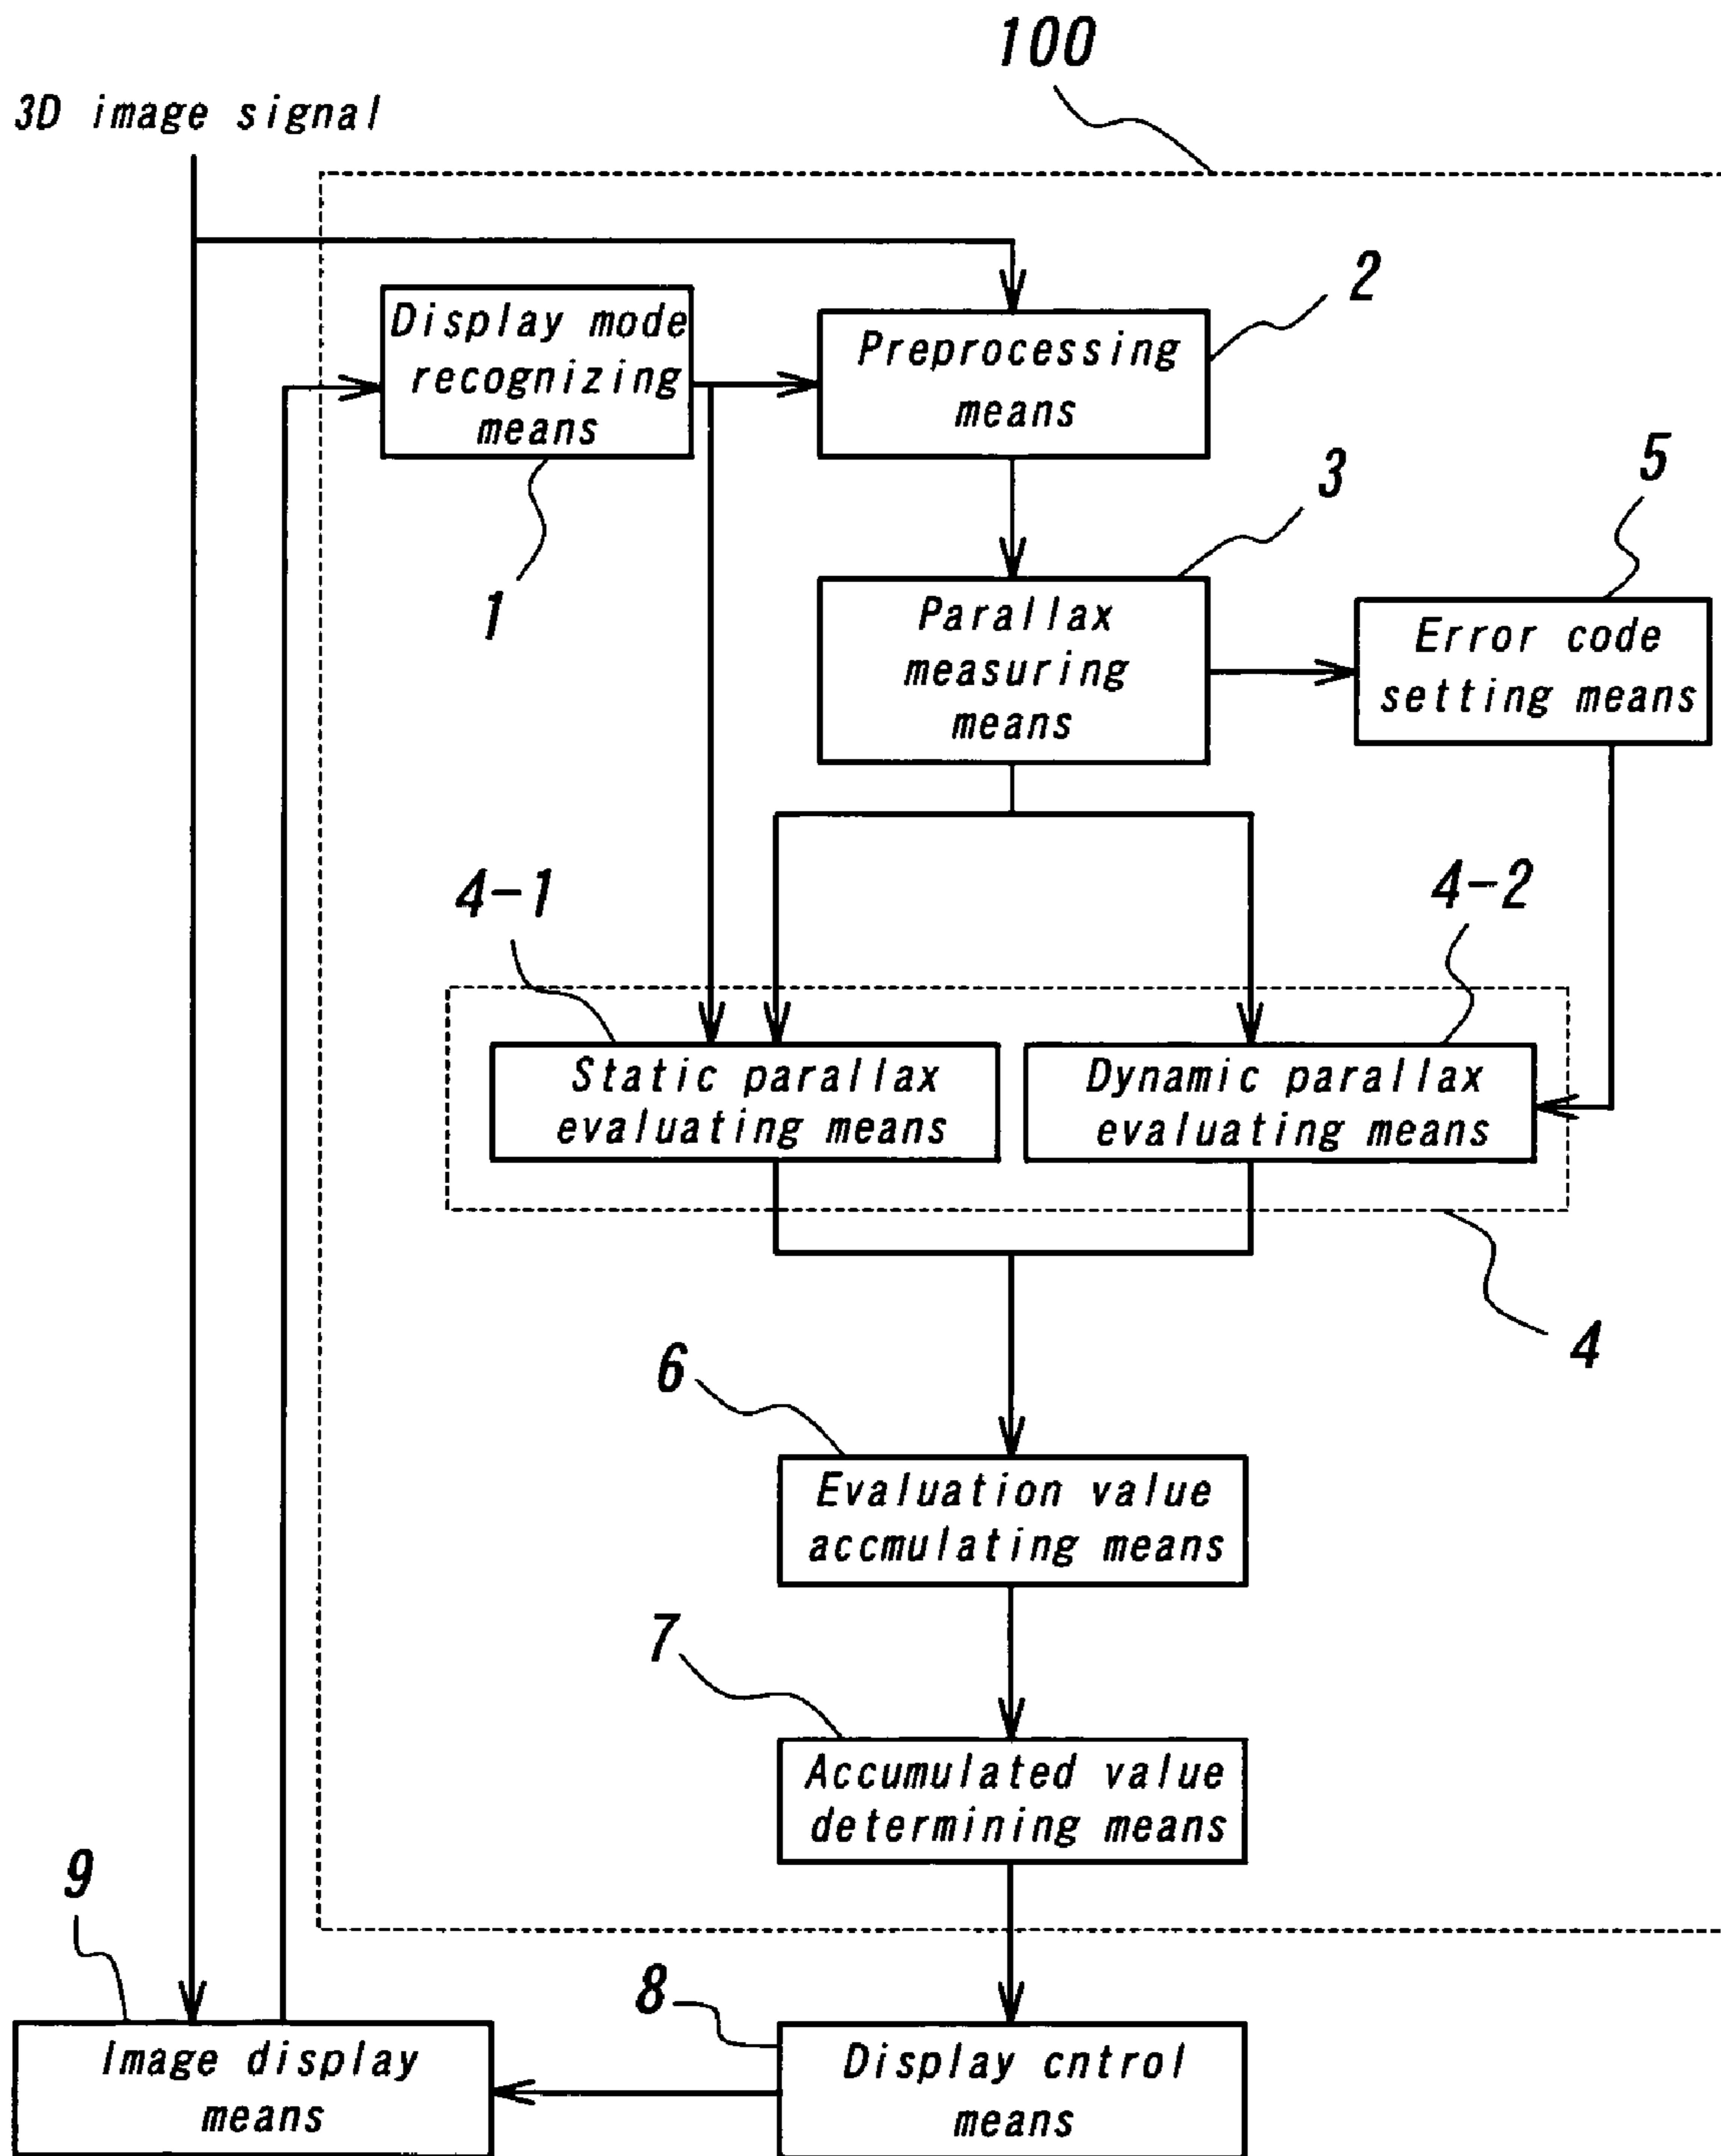 100
3D image signal
2
Display mode
recognizing
means
Preprocessing
means
5
3
1
Parallax
measuring
means
Error code
setting means
4-1
4-2
Static parallax
evaluating means
Dynamic parallax
evaluating means
4
6
Evaluation value
accmulating means
7
Accumulated value
determining means
9
8
Image display
means
Display cntrol
means